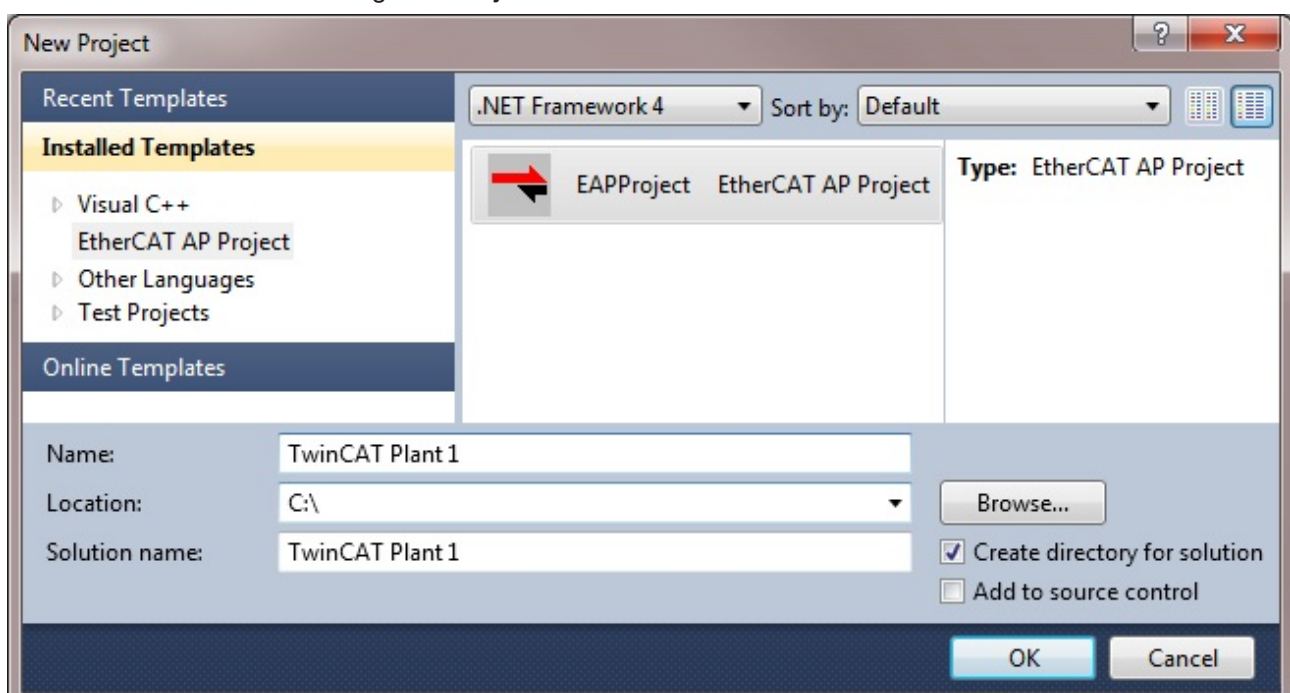 New Project
?
X
Recent Templates
Installed Templates
Visual C++
EtherCAT AP Project
Other Languages
Test Projects
Online Templates
.NET Framework 4
Sort by: Default
EAPProject EtherCAT AP Project
Type: EtherCAT AP Project
Name: TwinCAT Plant 1
Location: C:\
Browse...
Solution name: TwinCAT Plant 1
Create directory for solution
Add to source control
OK
Cancel